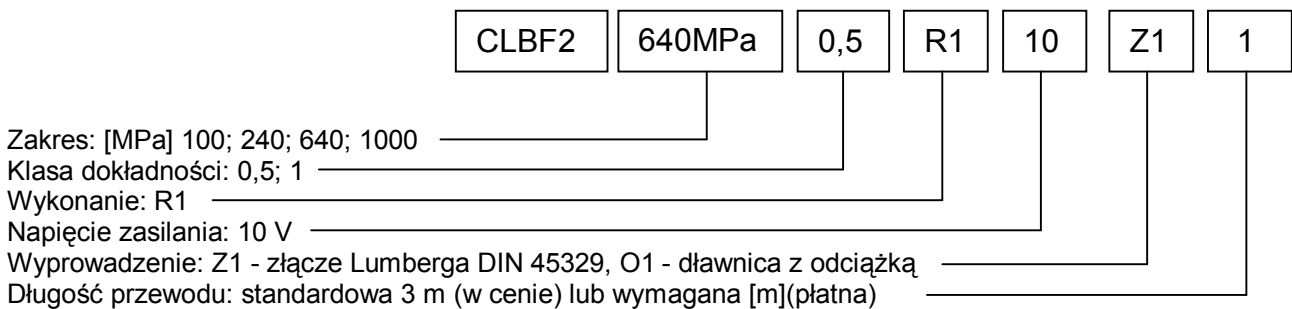 CLBF2 640MPa 0,5 R1 10 Z1 1
Zakres: [MPa] 100; 240; 640; 1000
Klasa dokładności: 0,5; 1
Wykonanie: R1
Napięcie zasilania: 10 V
Wyprowadzenie: Z1 - złącze Lumberga DIN 45329, O1 - dławnica z odciążką
Długość przewodu: standardowa 3 m (w cenie) lub wymagana [m](płatna)